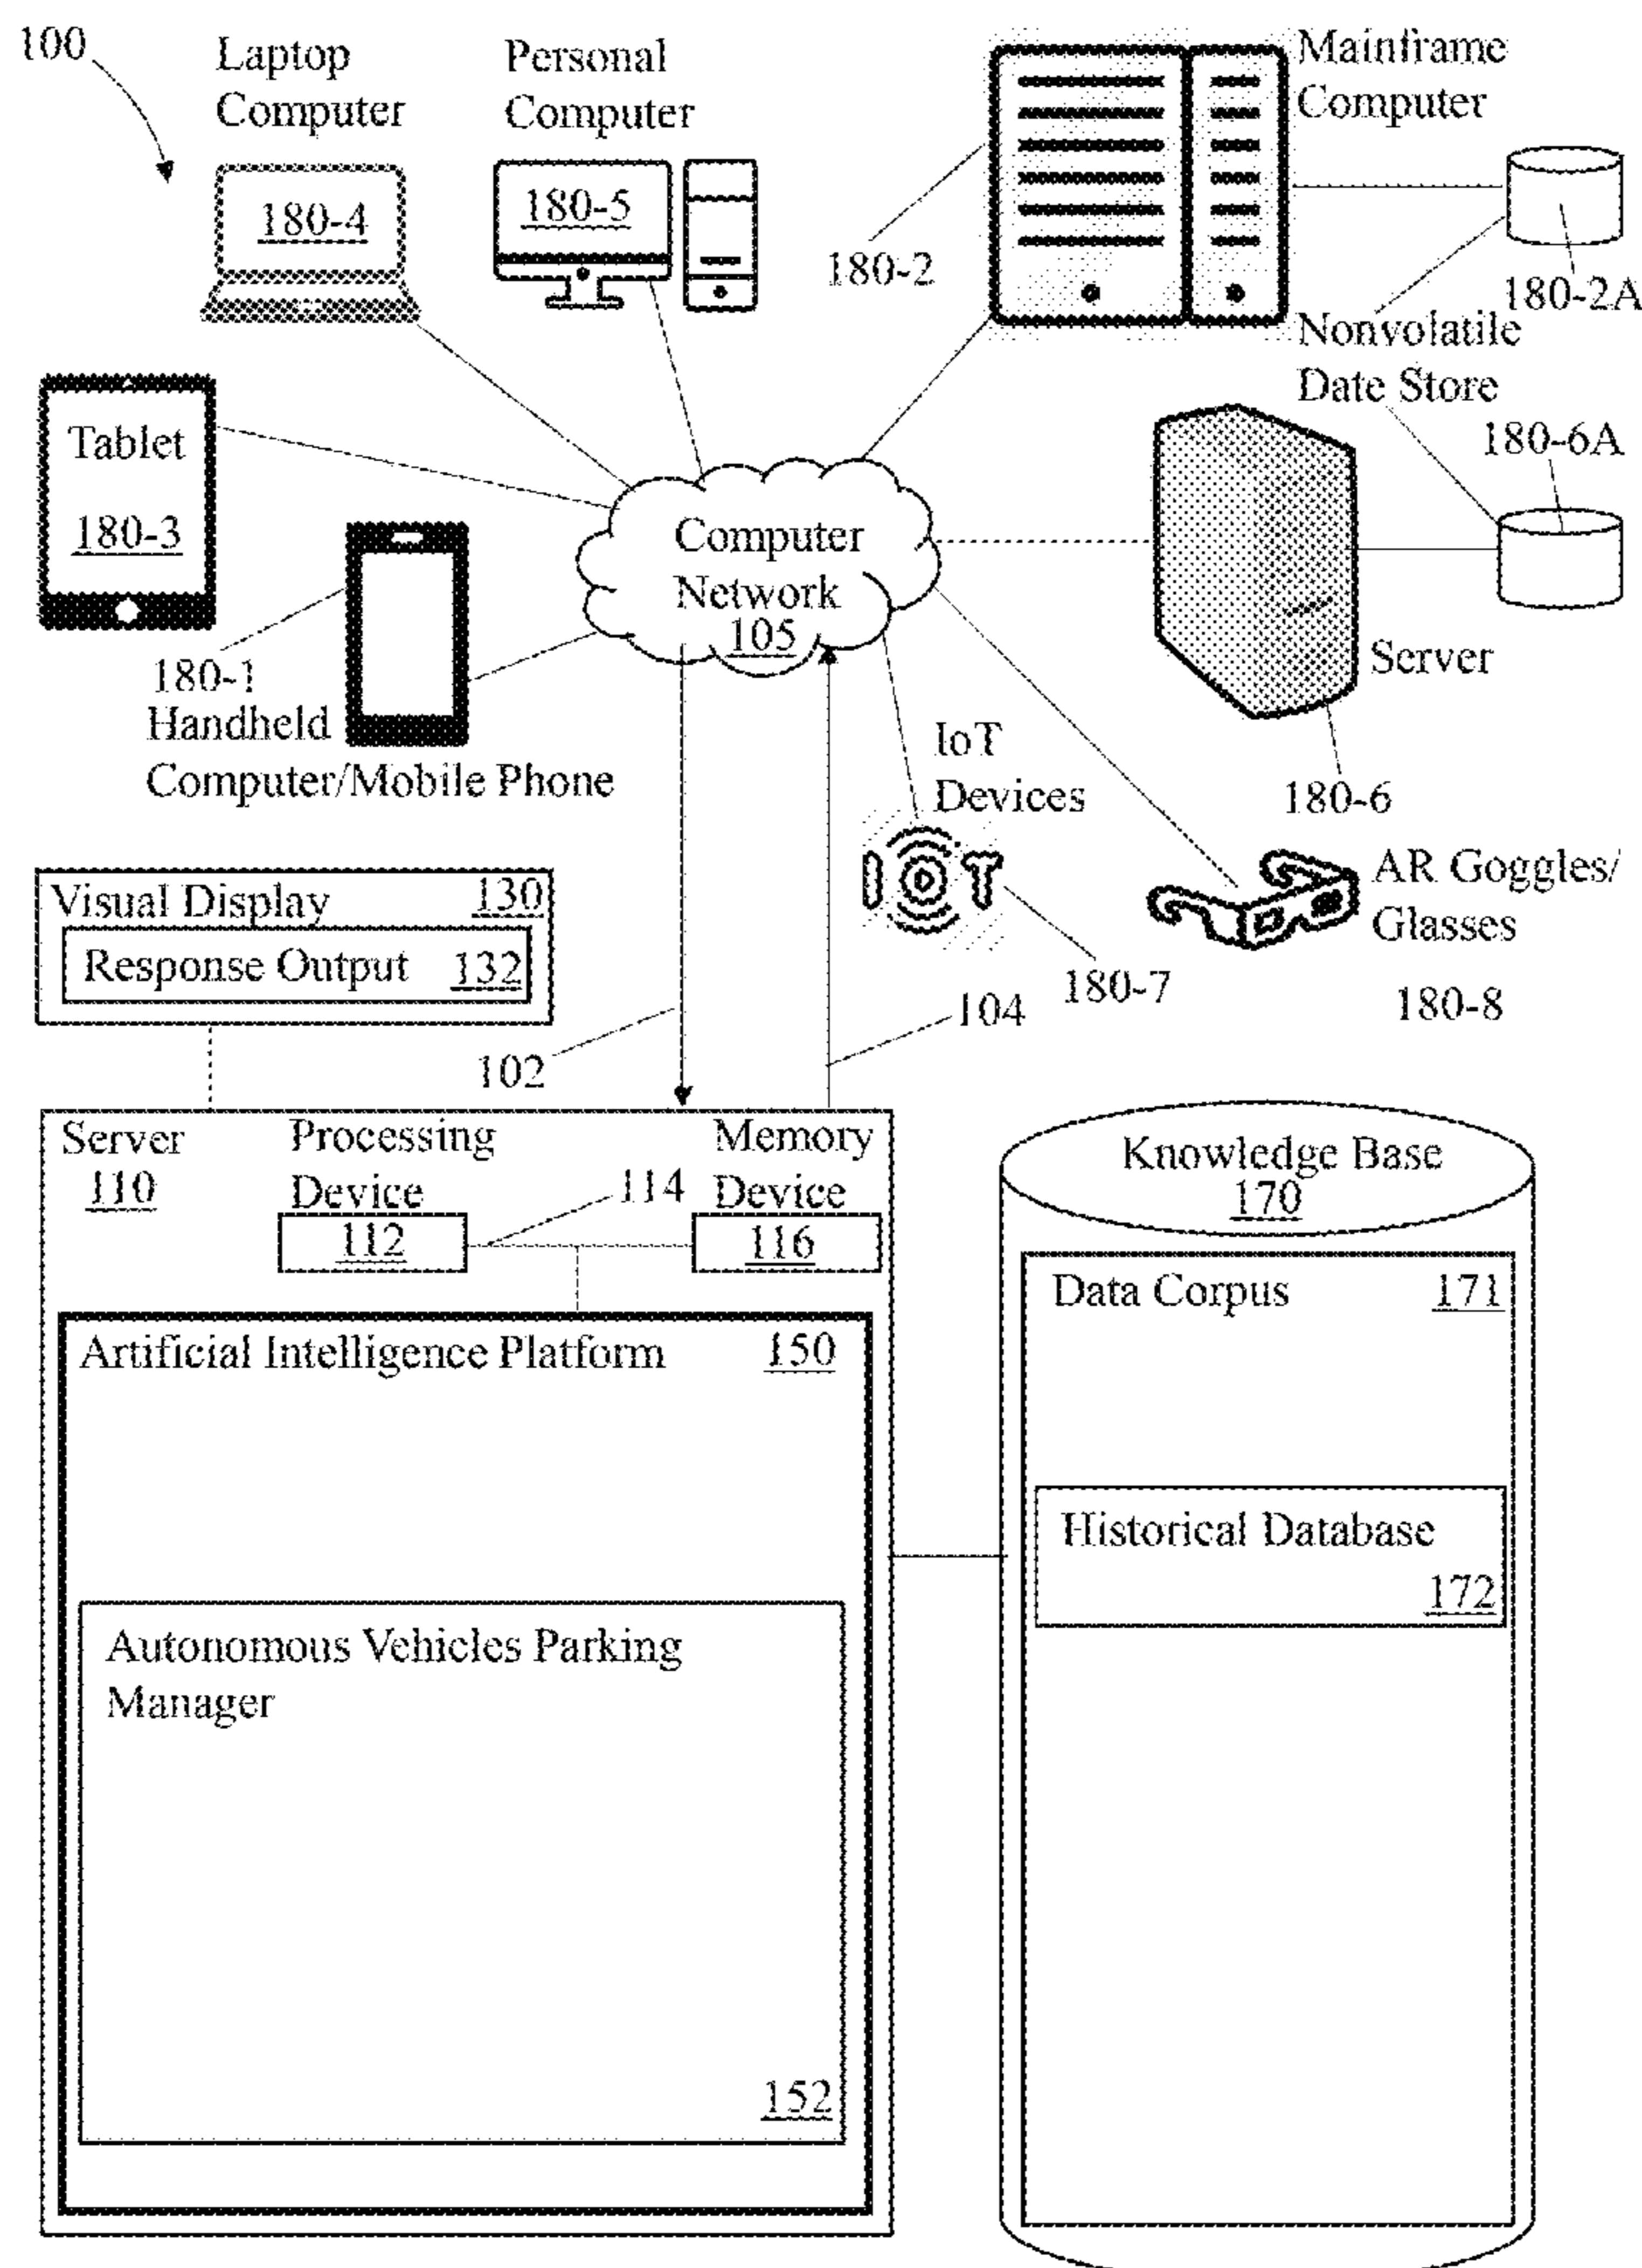 100
Laptop
Computer
180-4
Personal
Computer
180-5
Mainframe
Computer
180-2
180-2A
Nonvolatile
Date Store
180-6A
Tablet
180-3
Computer
Network
105
180-1
Handheld
Computer/Mobile Phone
Server
180-6
IoT
Devices
IOT
180-7
AR Goggles/
Glasses
180-8
Visual Display 130
Response Output 132
102
104
Server
110
Processing
Device
112
114
Memory
Device
116
Artificial Intelligence Platform 150
Autonomous Vehicles Parking
Manager
152
Knowledge Base
170
Data Corpus 171
Historical Database
172